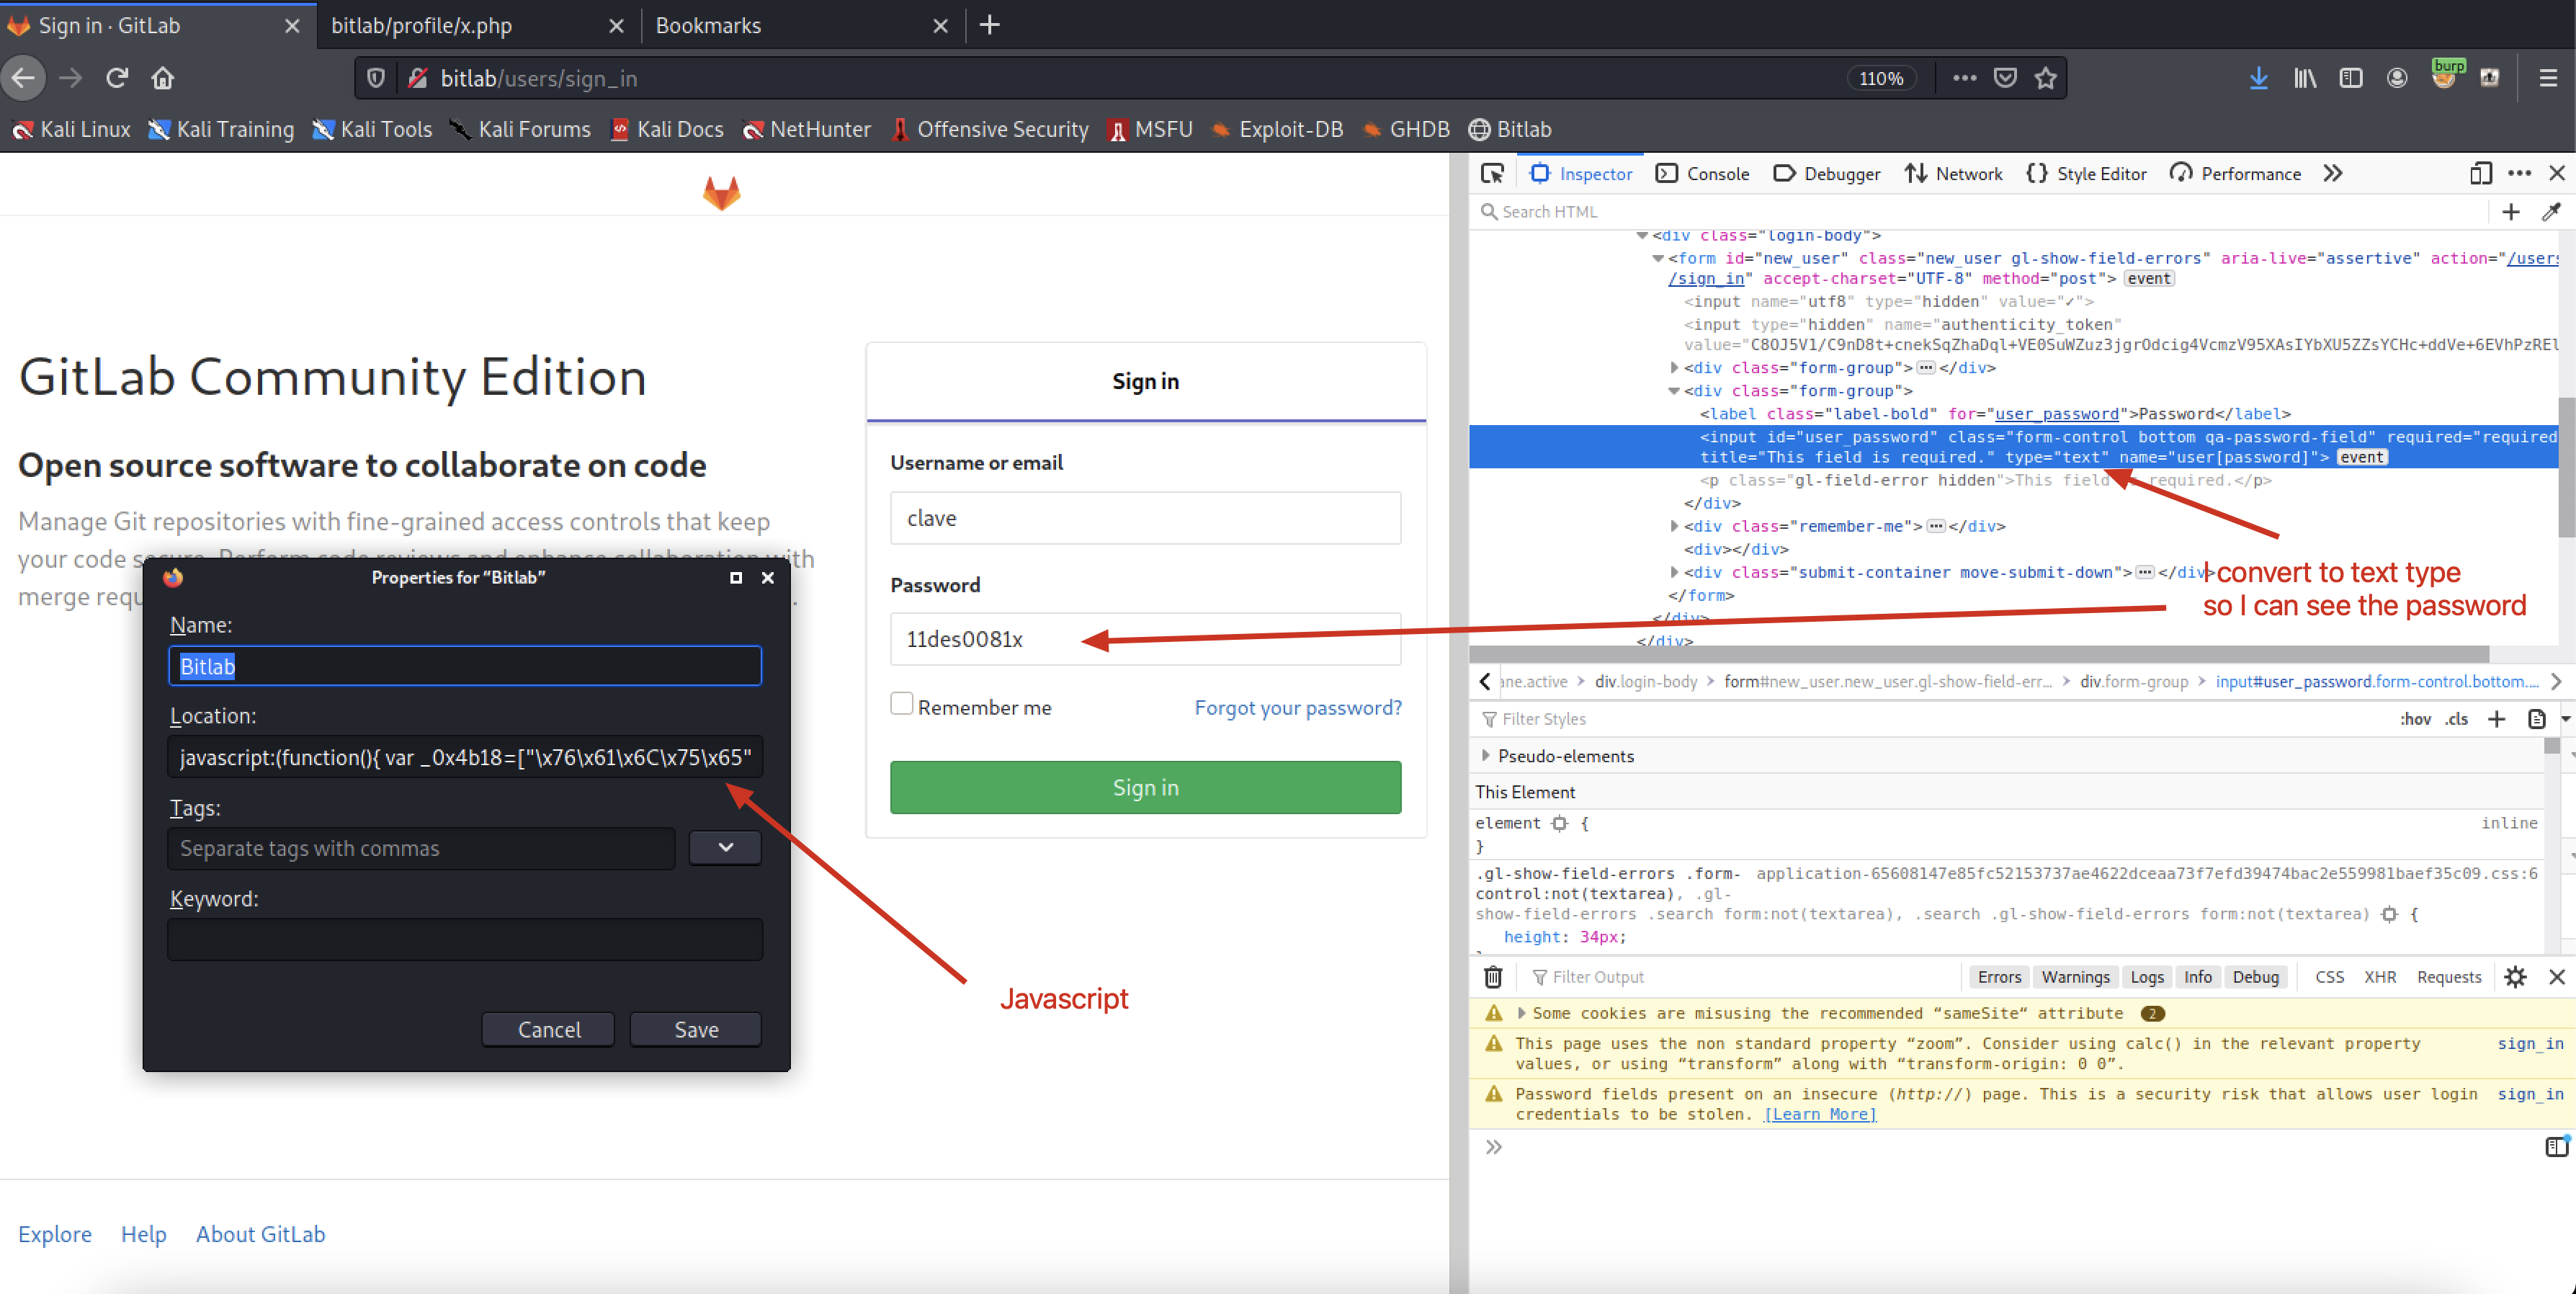 Sign in · GitLab
bitlab/profile/x.php
Bookmarks
bitlab/users/sign_in
110%
burp
Kali Linux
Kali Training
Kali Tools
Kali Forums
Kali Docs
NetHunter
Offensive Security
MSFU
Exploit-DB
GHDB
Bitlab
GitLab Community Edition
Open source software to collaborate on code
Manage Git repositories with fine-grained access controls that keep
your code secure. Perform code reviews and enhance collaboration with
merge requ
Sign in
Username or email
clave
Password
11des0081x
Remember me
Forgot your password?
Sign in
Properties for “Bitlab”
Name:
Bitlab
Location:
javascript:(function(){ var _0x4b18=["\x76\x61\x6C\x75\x65"
Tags:
Separate tags with commas
Keyword:
Cancel
Save
Javascript
Explore
Help
About GitLab
Inspector
Console
Debugger
Network
Style Editor
Performance
Search HTML
<div class="login-body">
<form id="new_user" class="new_user gl-show-field-errors" aria-live="assertive" action="/users
/sign_in" accept-charset="UTF-8" method="post"> event
<input name="utf8" type="hidden" value="✓">
<input type="hidden" name="authenticity_token"
value="C8OJ5V1/C9nD8t+cnekSqZhaDql+VE0SuWZuz3jgrOdcig4VcmzV95XAsIYbXU5ZZsYCHc+ddVe+6EVhPzREl
<div class="form-group"> ••• </div>
<div class="form-group">
<label class="label-bold" for="user_password">Password</label>
<input id="user_password" class="form-control bottom qa-password-field" required="required
title="This field is required." type="text" name="user[password]"> event
<p class="gl-field-error hidden">This field required.</p>
</div>
<div class="remember-me"> ••• </div>
<div></div>
<div class="submit-container move-submit-down"> ••• </div>
</form>
</div>
</div>
I convert to text type
so I can see the password
ane.active
div.login-body
form#new_user.new_user.gl-show-field-err...
div.form-group
input#user_password.form-control.bottom....
Filter Styles
:hov
.cls
Pseudo-elements
This Element
element {
inline
}
.gl-show-field-errors .form-
application-65608147e85fc52153737ae4622dceaa73f7efd39474bac2e559981baef35c09.css:6
control:not(textarea), .gl-
show-field-errors .search form:not(textarea), .search .gl-show-field-errors form:not(textarea) {
height: 34px;
Filter Output
Errors
Warnings
Logs
Info
Debug
CSS
XHR
Requests
Some cookies are misusing the recommended “sameSite“ attribute 2
This page uses the non standard property “zoom”. Consider using calc() in the relevant property
sign_in
values, or using “transform” along with “transform-origin: 0 0”.
Password fields present on an insecure (http://) page. This is a security risk that allows user login
sign_in
credentials to be stolen. [Learn More]